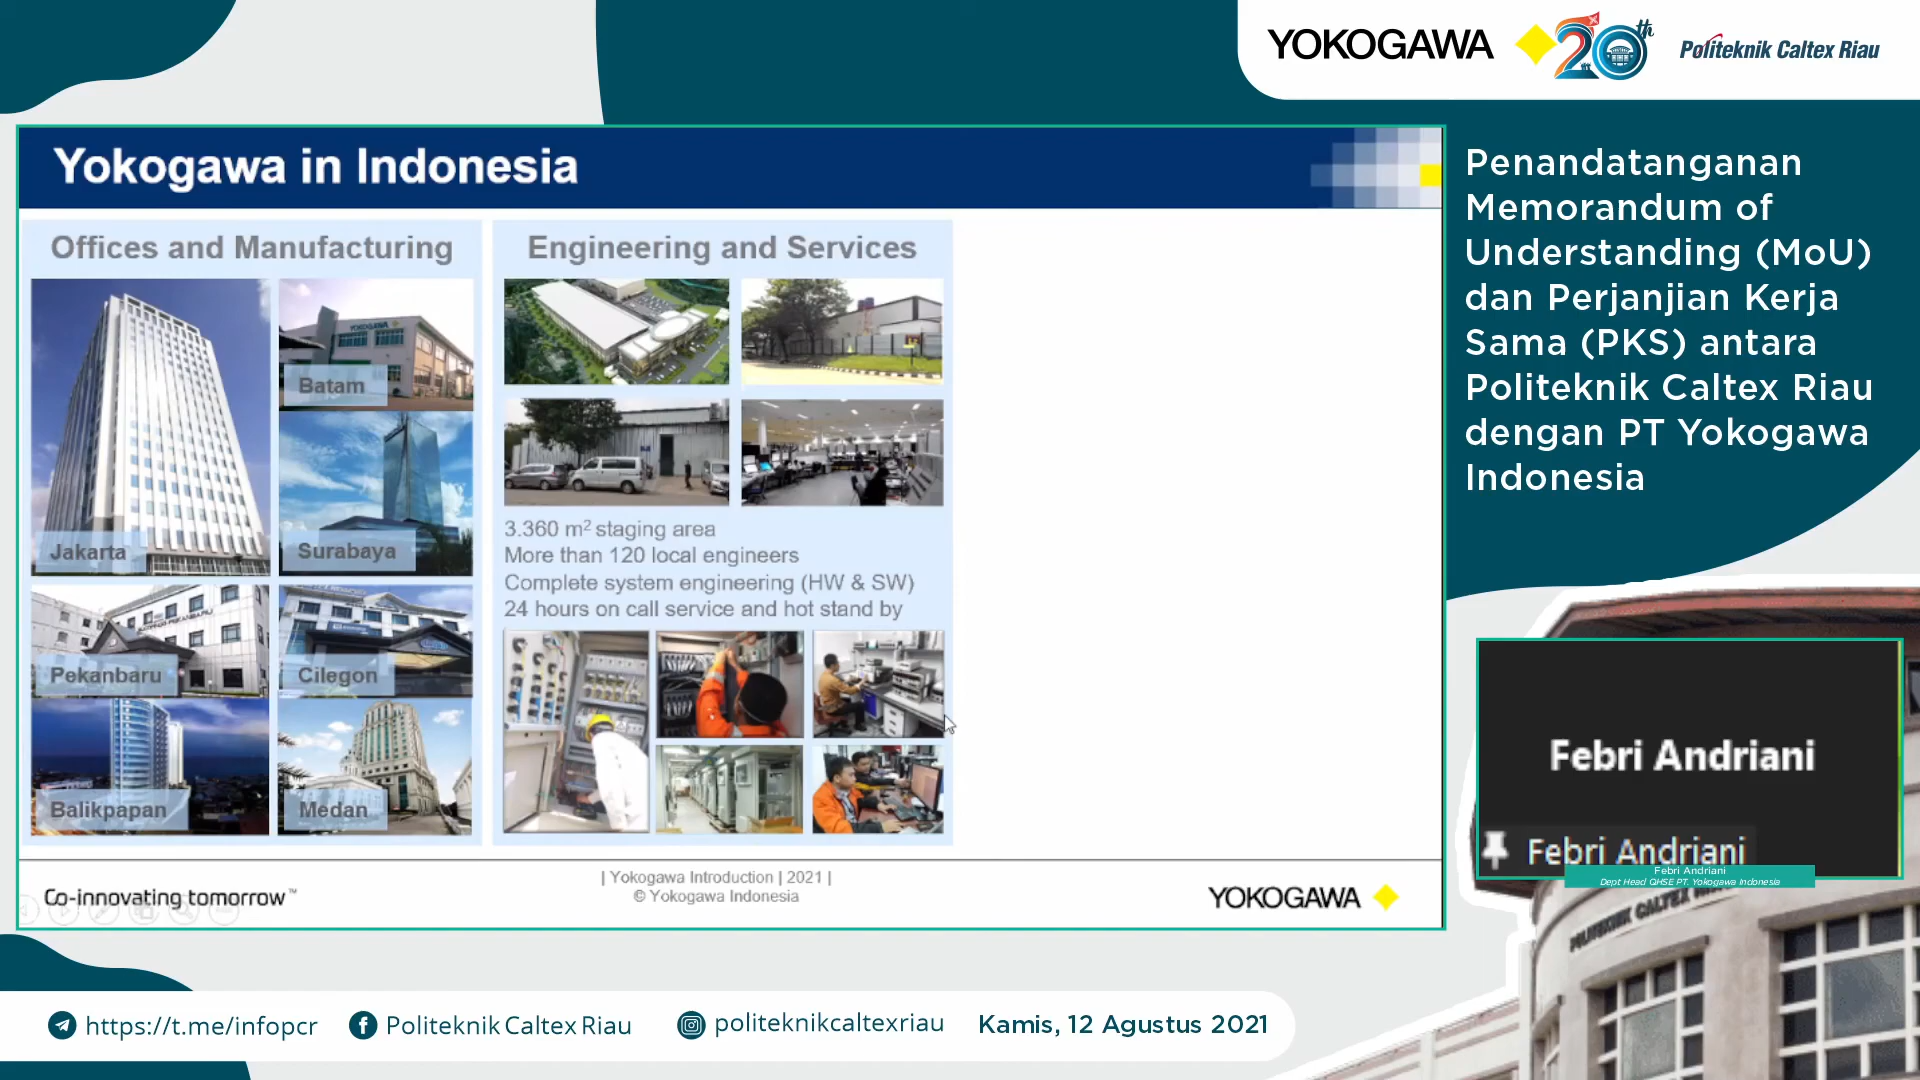 YOKOGAWA
20th
Politeknik Caltex Riau
Yokogawa in Indonesia
Offices and Manufacturing
Jakarta
YOKOGAWA
Batam
Surabaya
Pekanbaru
Cilegon
Balikpapan
Medan
Engineering and Services
3.360 m² staging area
More than 120 local engineers
Complete system engineering (HW & SW)
24 hours on call service and hot stand by
Co-innovating tomorrow™
| Yokogawa Introduction | 2021 |
© Yokogawa Indonesia
YOKOGAWA
Penandatanganan
Memorandum of
Understanding (MoU)
dan Perjanjian Kerja
Sama (PKS) antara
Politeknik Caltex Riau
dengan PT Yokogawa
Indonesia
Febri Andriani
Febri Andriani
Febri Andriani
Dept Head QHSE PT. Yokogawa Indonesia
POLITEKNIK CALTEX
https://t.me/infopcr
Politeknik Caltex Riau
politeknikcaltexriau
Kamis, 12 Agustus 2021